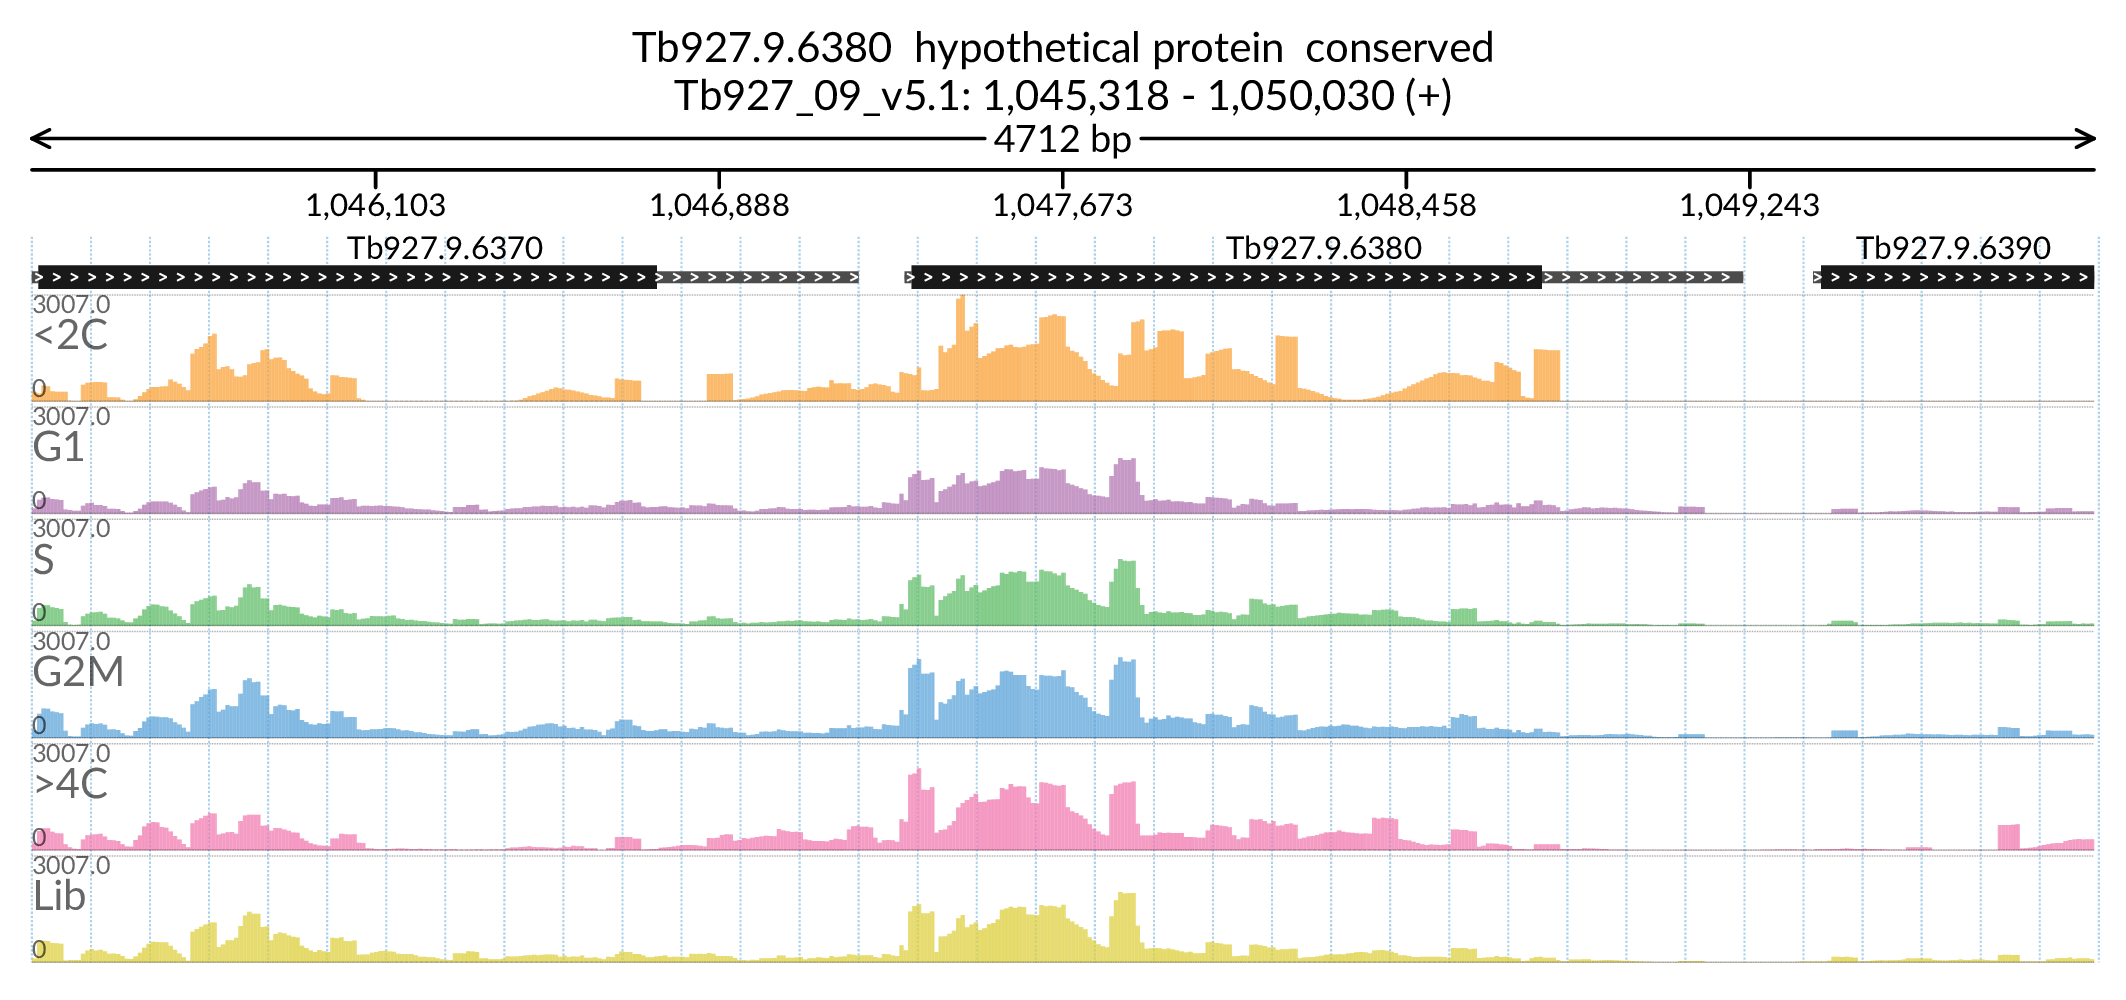 Tb927.9.6380  hypothetical protein  conserved
Tb927_09_v5.1: 1,045,318 - 1,050,030 (+)
4712 bp
1,046,103 1,046,888 1,047,673 1,048,458 1,049,243
Tb927.9.6370 Tb927.9.6380 Tb927.9.6390
3007.0
<2C
0
3007.0
G1
0
3007.0
S
0
3007.0
G2M
0
3007.0
>4C
0
3007.0
Lib
0